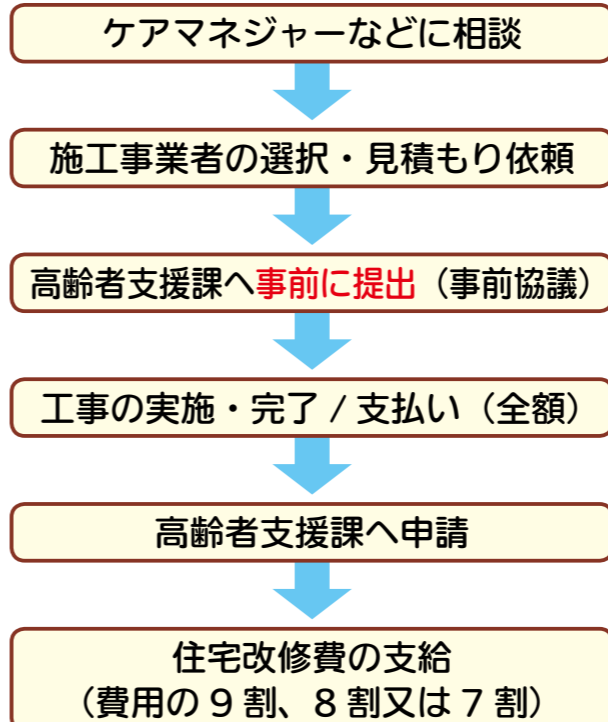 ケアマネジャーなどに相談
施工事業者の選択・見積もり依頼
高齢者支援課へ事前に提出（事前協議）
工事の実施・完了 / 支払い（全額）
高齢者支援課へ申請
住宅改修費の支給
（費用の 9 割、8 割又は 7 割）